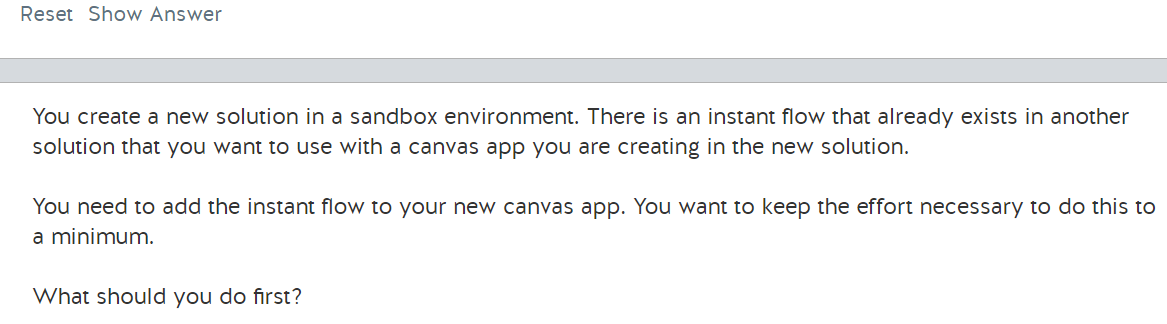 Reset Show Answer
You create a new solution in a sandbox environment. There is an instant flow that already exists in another
solution that you want to use with a canvas app you are creating in the new solution.
You need to add the instant flow to your new canvas app. You want to keep the effort necessary to do this to
a minimum.
What should you do first?